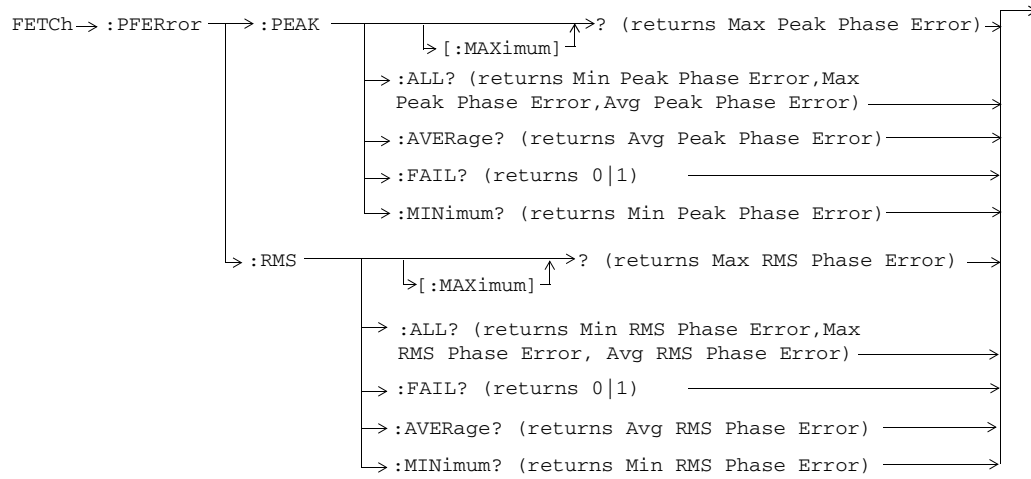 FETCh :PFERror :PEAK ? (returns Max Peak Phase Error)
[:MAXimum]
:ALL? (returns Min Peak Phase Error,Max
Peak Phase Error,Avg Peak Phase Error)
:AVERage? (returns Avg Peak Phase Error)
:FAIL? (returns 0|1)
:MINimum? (returns Min Peak Phase Error)
:RMS ? (returns Max RMS Phase Error)
[:MAXimum]
:ALL? (returns Min RMS Phase Error,Max
RMS Phase Error, Avg RMS Phase Error)
:FAIL? (returns 0|1)
:AVERage? (returns Avg RMS Phase Error)
:MINimum? (returns Min RMS Phase Error)